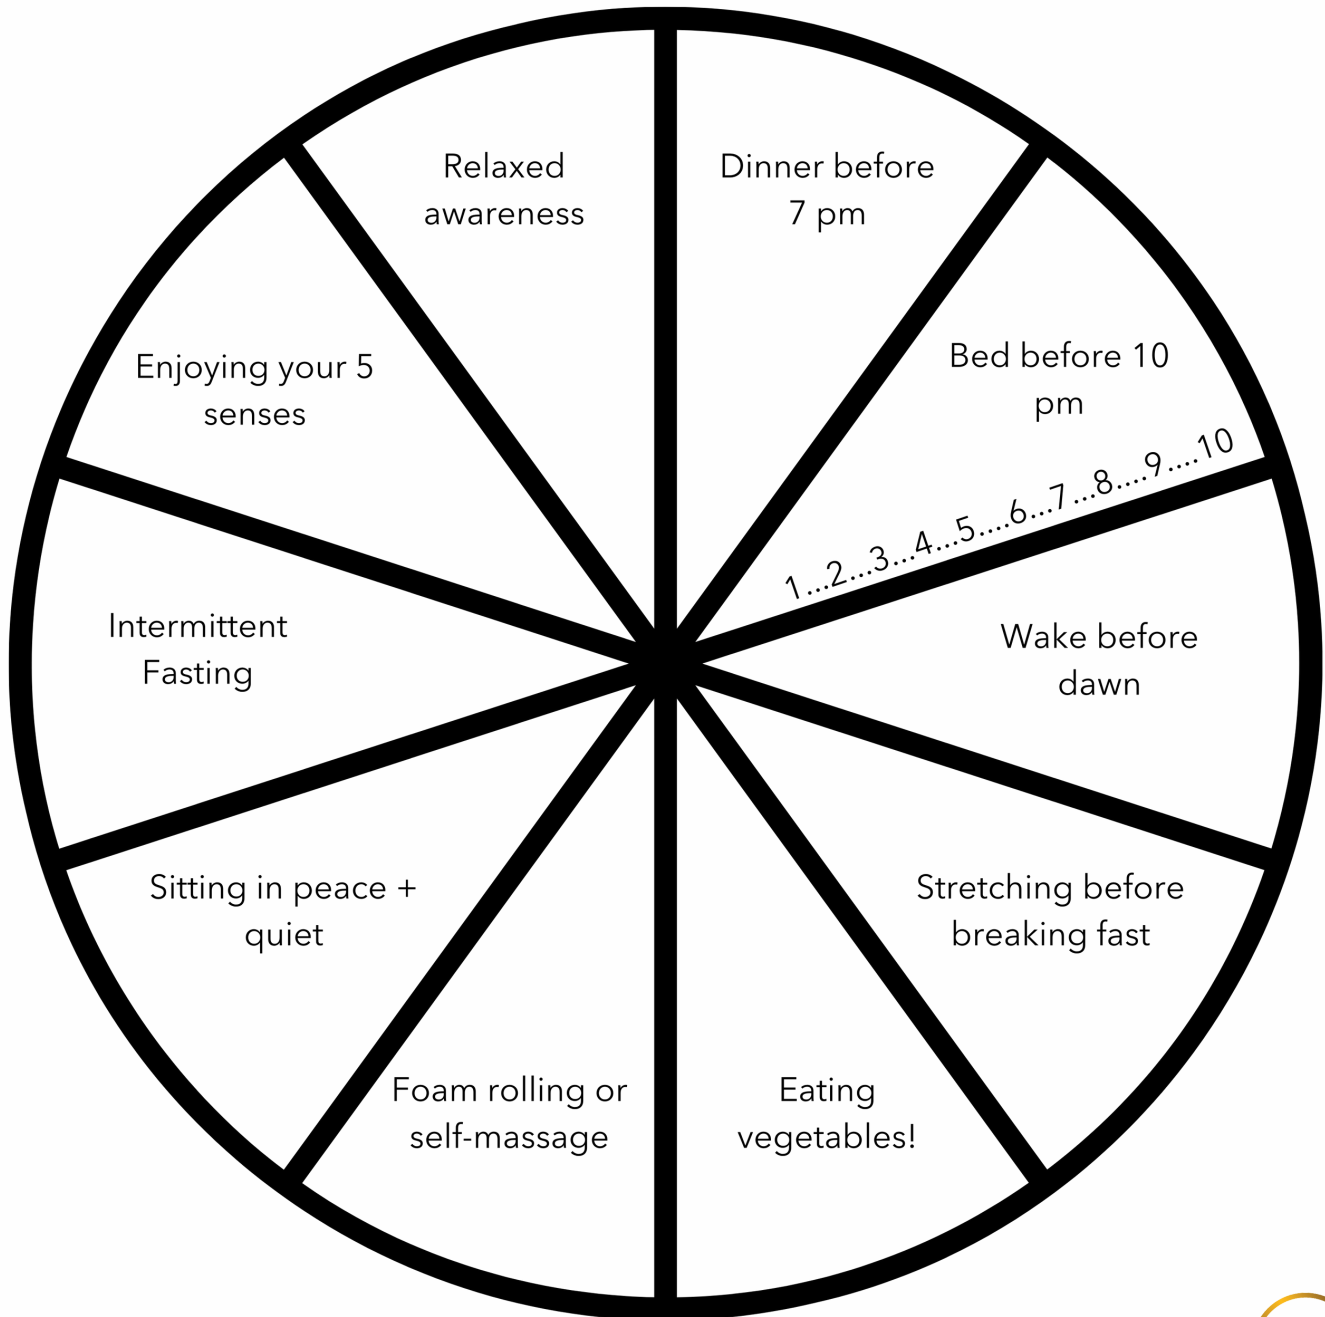 Relaxed
awareness
Dinner before
7 pm
Enjoying your 5
senses
Bed before 10
pm
1...2...3...4...5....6...7...8....9....10
Intermittent
Fasting
Wake before
dawn
Sitting in peace +
quiet
Stretching before
breaking fast
Foam rolling or
self-massage
Eating
vegetables!